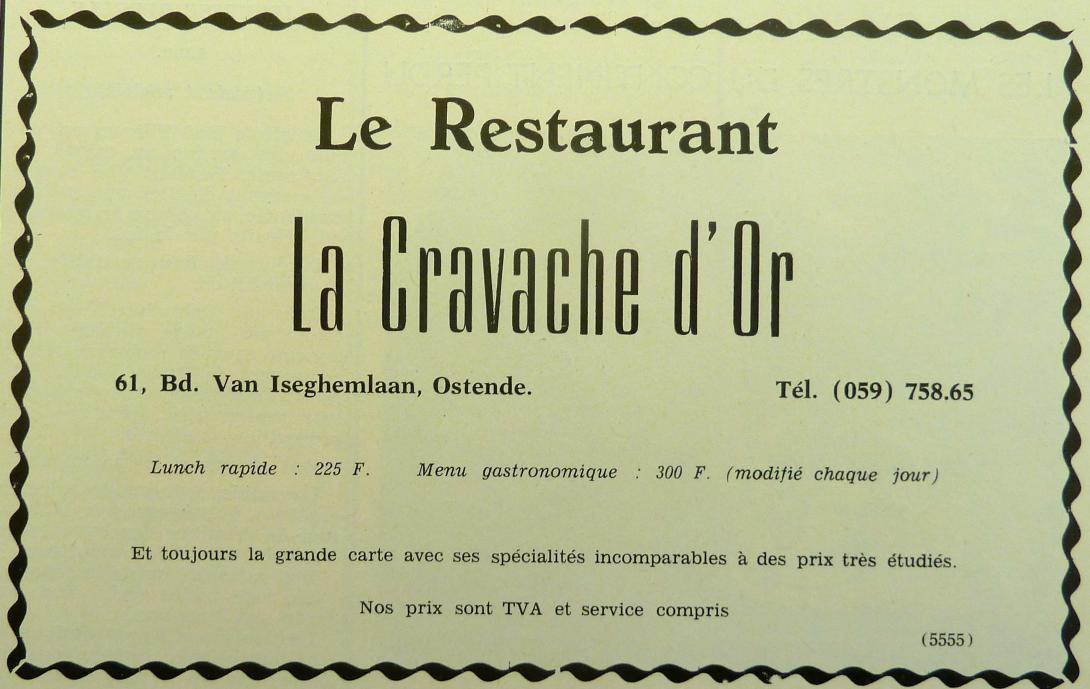 Le Restaurant
La Cravache d'Or
61, Bd. Van Iseghemlaan, Ostende. Tél. (059) 758.65
Lunch rapide : 225 F. Menu gastronomique : 300 F. (modifié chaque jour)
Et toujours la grande carte avec ses spécialités incomparables à des prix très étudiés.
Nos prix sont TVA et service compris
(5555)